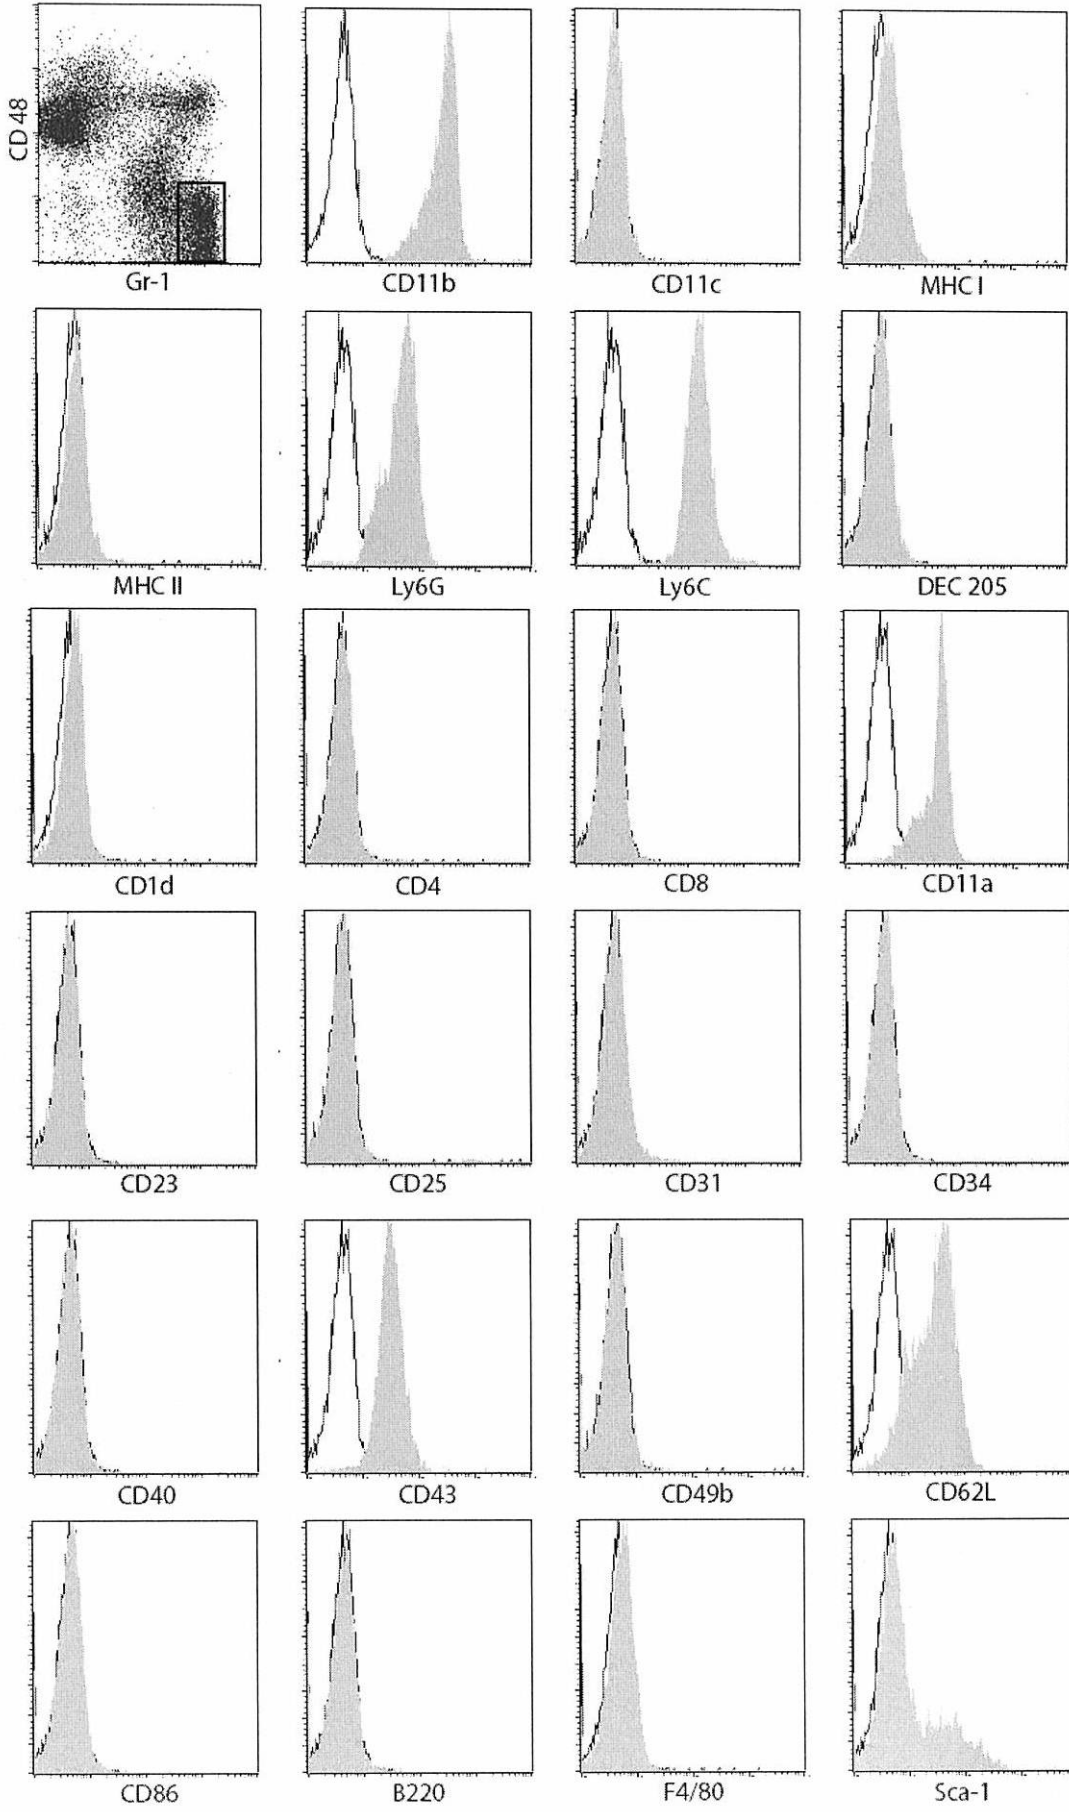 CD 48
Gr-1 CD11b CD11c MHC I
MHC II Ly6G Ly6C DEC 205
CD1d CD4 CD8 CD11a
CD23 CD25 CD31 CD34
CD40 CD43 CD49b CD62L
CD86 B220 F4/80 Sca-1